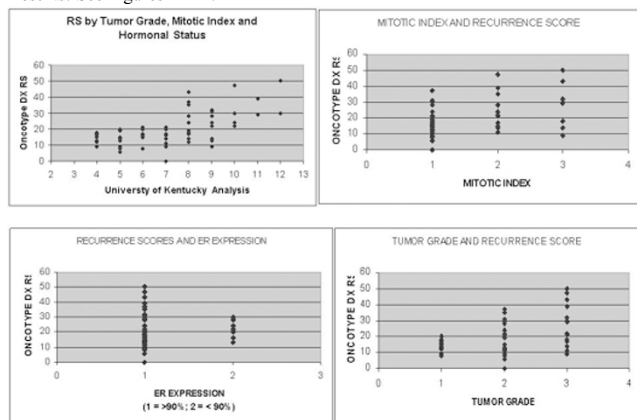 RS by Tumor Grade, Mitotic Index and
Hormonal Status
Oncotype DX RS
60
50
40
30
20
10
0
2 3 4 5 6 7 8 9 10 11 12 13
Universty of Kentucky Analysis
MITOTIC INDEX AND RECURRENCE SCORE
ONCOTYPE DX RS
60
50
40
30
20
10
0
0 1 2 3 4
MITOTIC INDEX
RECURRENCE SCORES AND ER EXPRESSION
ONCOTYPE DX RS
60
50
40
30
20
10
0
0 1 2 3
ER EXPRESSION
(1 = >90%; 2 = < 90%)
TUMOR GRADE AND RECURRENCE SCORE
ONCOTYPE DX RS
60
50
40
30
20
10
0
0 1 2 3 4
TUMOR GRADE